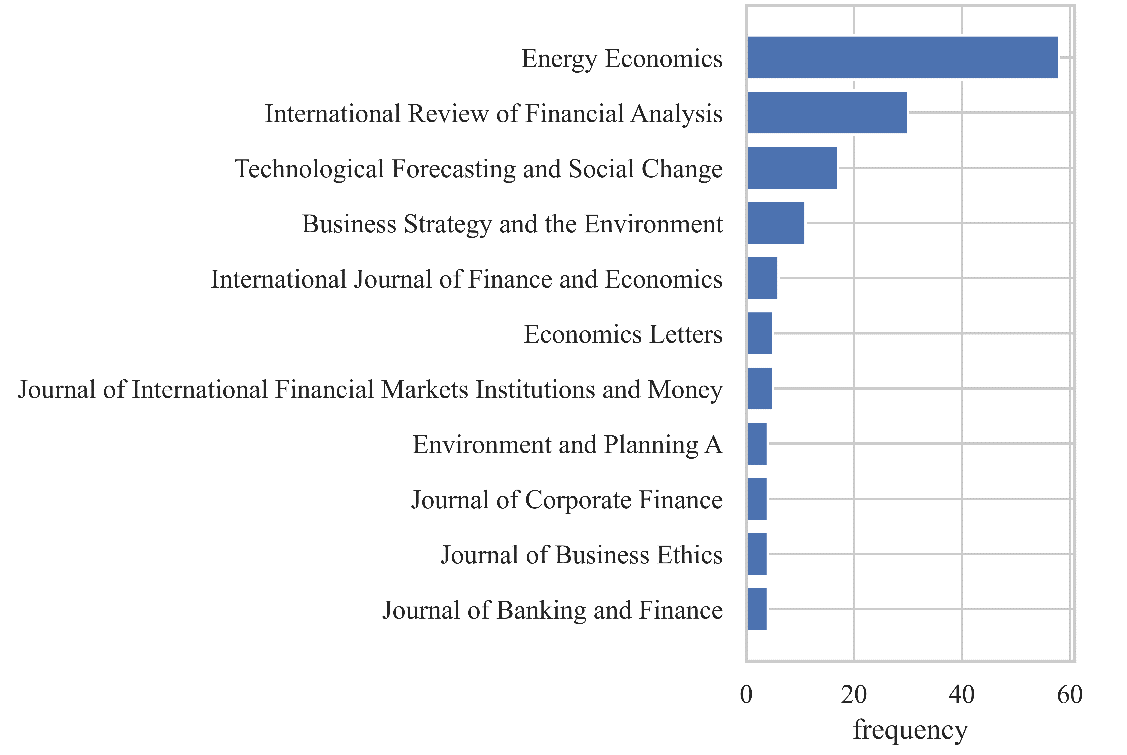 Energy Economics
International Review of Financial Analysis
Technological Forecasting and Social Change
Business Strategy and the Environment
International Journal of Finance and Economics
Economics Letters
Journal of International Financial Markets Institutions and Money
Environment and Planning A
Journal of Corporate Finance
Journal of Business Ethics
Journal of Banking and Finance
0 20 40 60
frequency